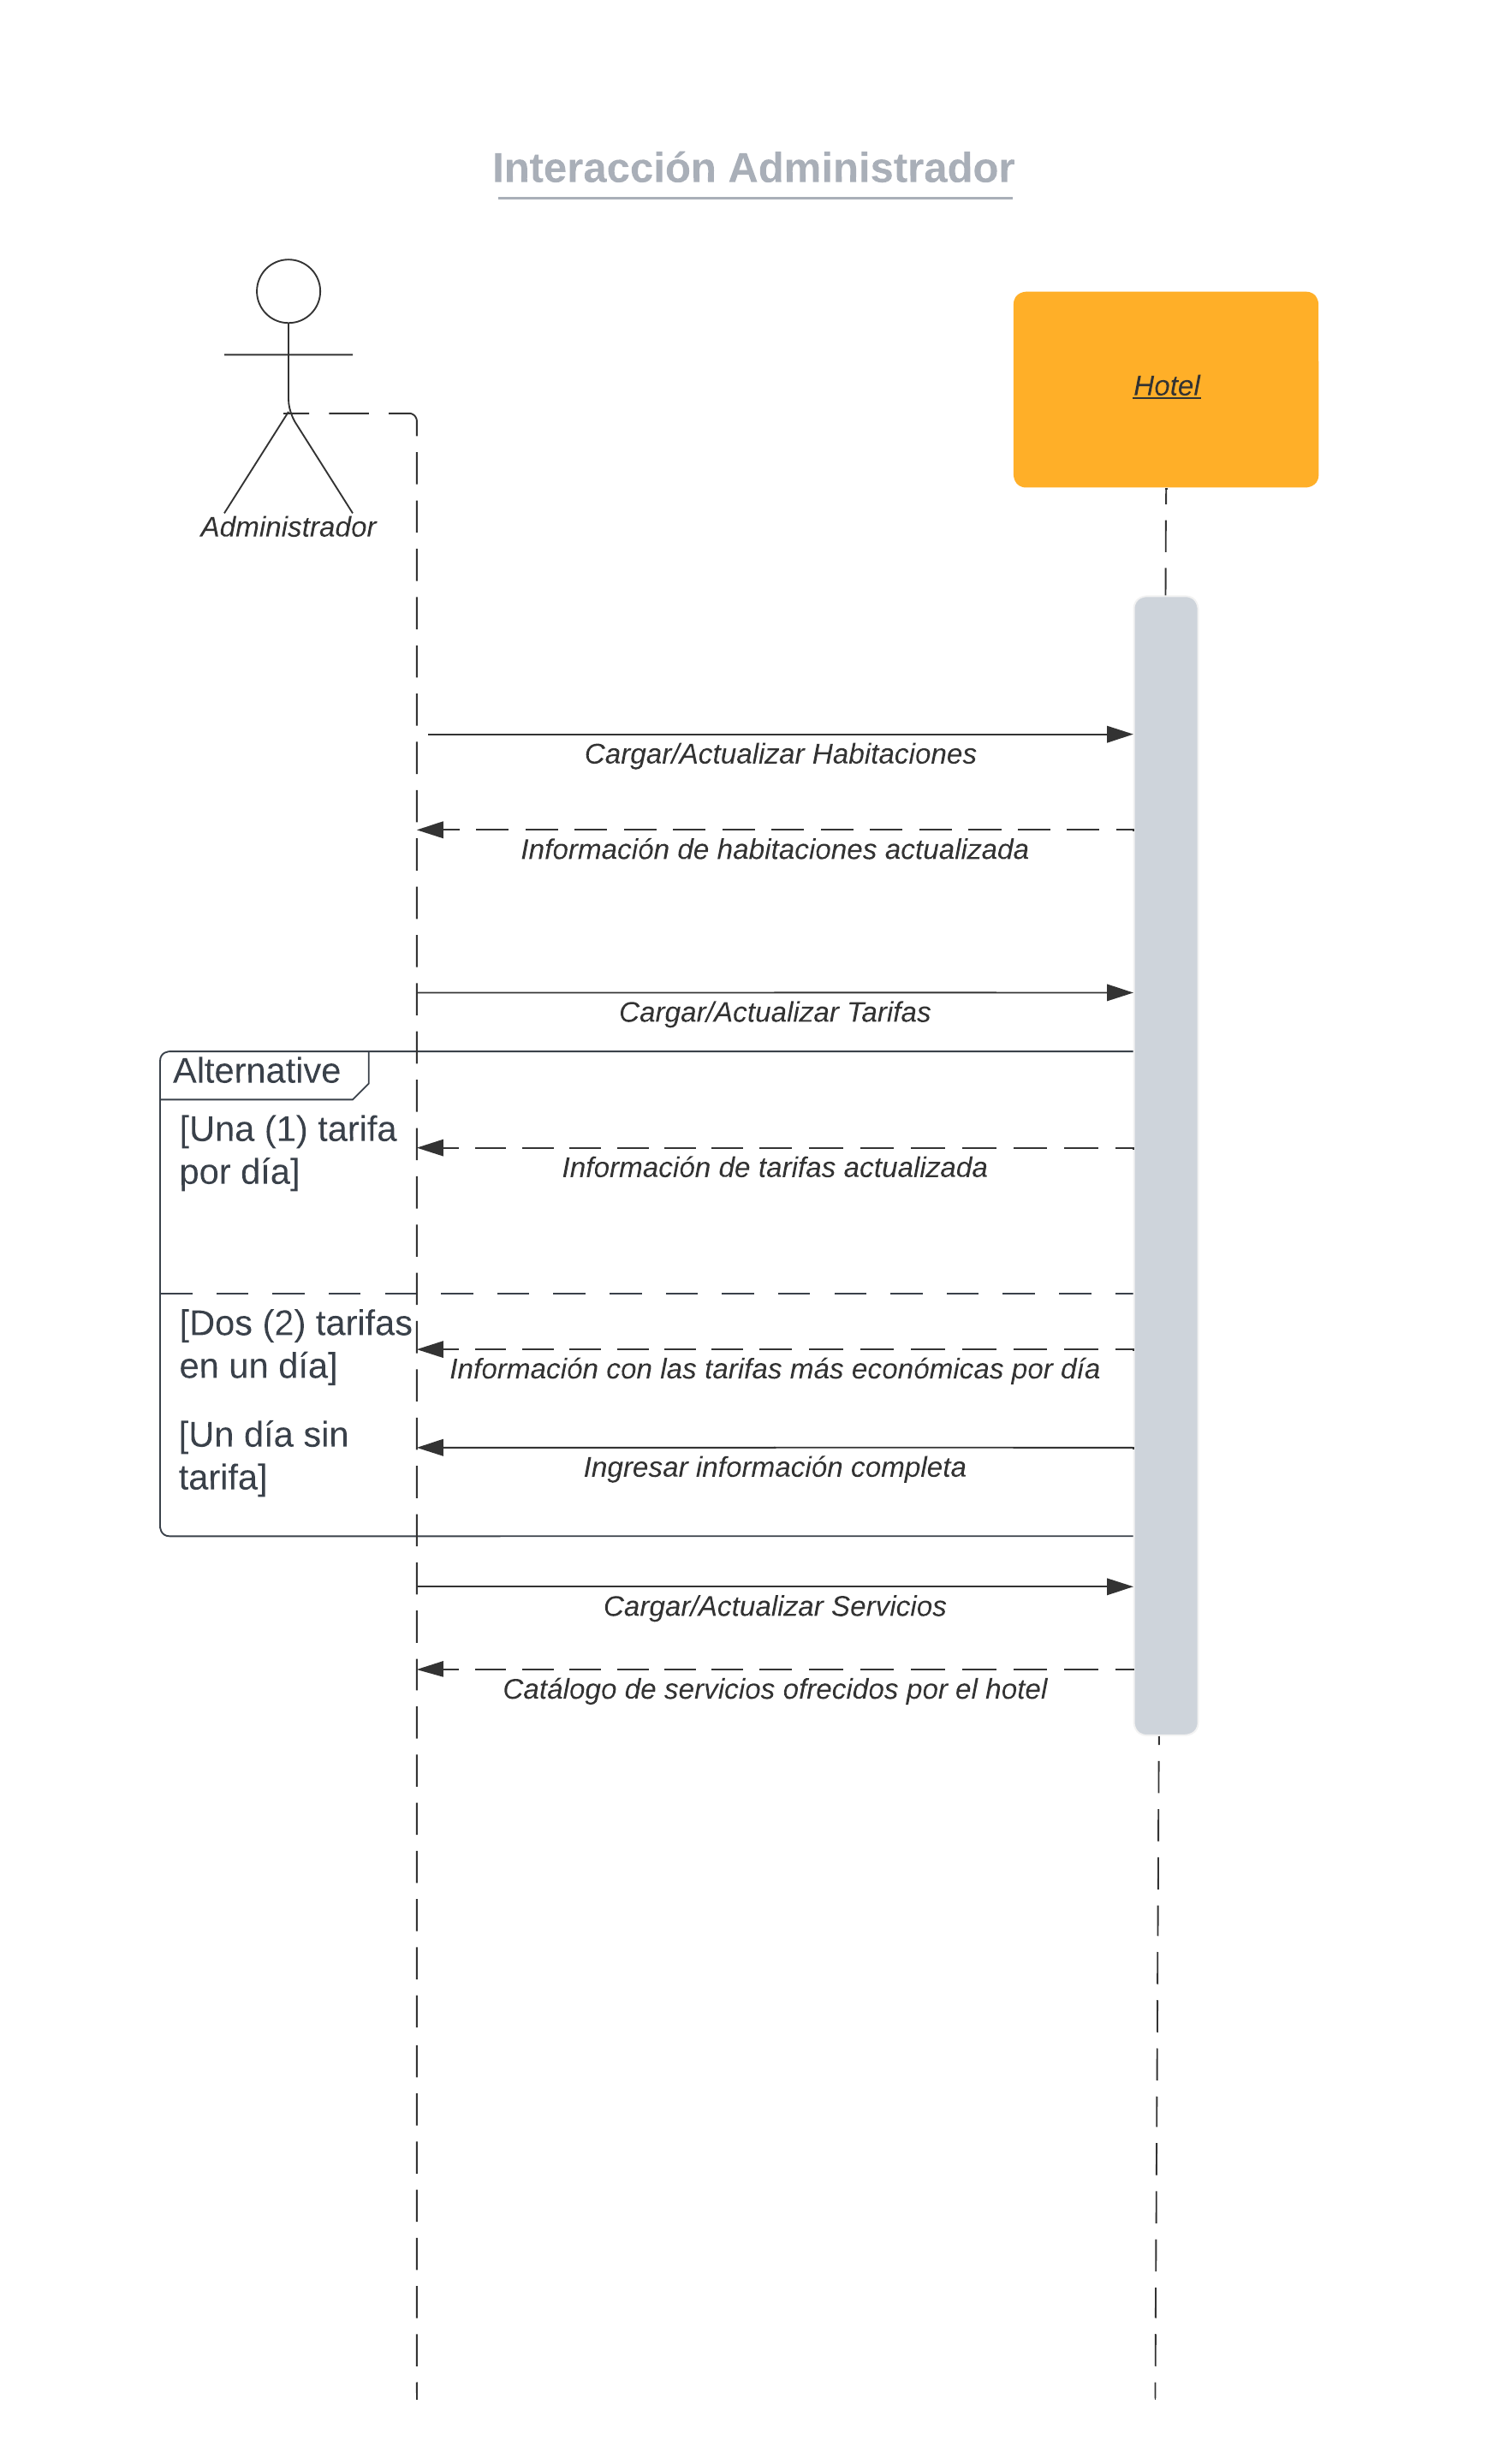 Interacción Administrador
Hotel
Administrador
Cargar/Actualizar Habitaciones
Información de habitaciones actualizada
Cargar/Actualizar Tarifas
Alternative
[Una (1) tarifa
por día]
Información de tarifas actualizada
[Dos (2) tarifas
en un día]
Información con las tarifas más económicas por día
[Un día sin
tarifa]
Ingresar información completa
Cargar/Actualizar Servicios
Catálogo de servicios ofrecidos por el hotel